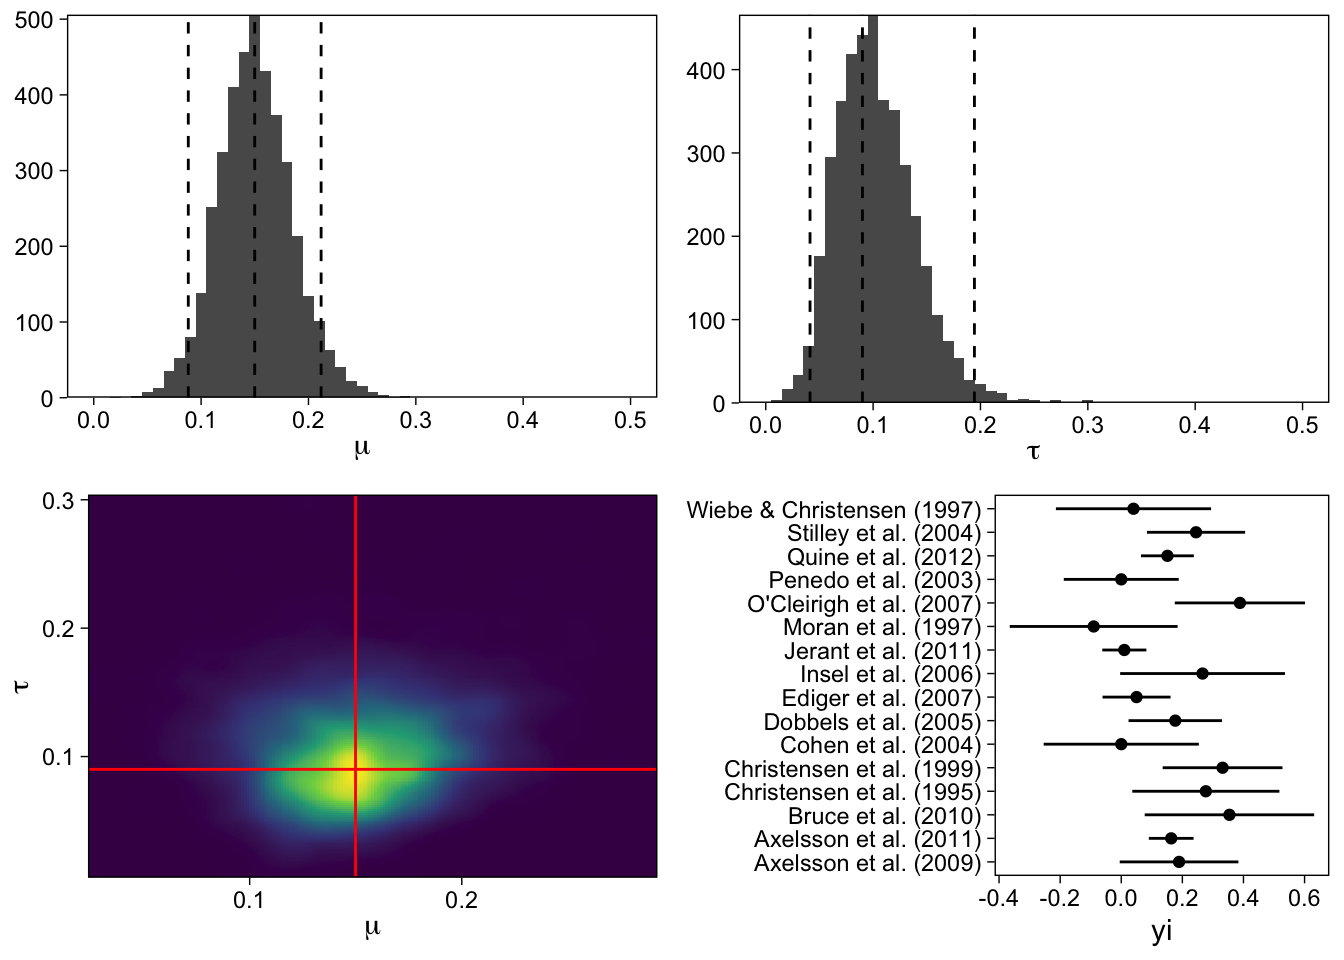 500
400
300
200
100
0
0.0 0.1 0.2 0.3 0.4 0.5
μ
400
300
200
100
0
0.0 0.1 0.2 0.3 0.4 0.5
τ
0.3
0.2
0.1
τ
0.1 0.2
μ
Wiebe & Christensen (1997)
Stilley et al. (2004)
Quine et al. (2012)
Penedo et al. (2003)
O'Cleirigh et al. (2007)
Moran et al. (1997)
Jerant et al. (2011)
Insel et al. (2006)
Ediger et al. (2007)
Dobbels et al. (2005)
Cohen et al. (2004)
Christensen et al. (1999)
Christensen et al. (1995)
Bruce et al. (2010)
Axelsson et al. (2011)
Axelsson et al. (2009)
-0.4 -0.2 0.0 0.2 0.4 0.6
yi